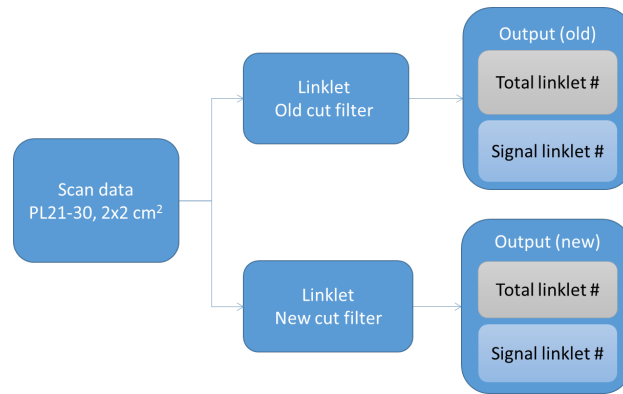 Scan data
PL21-30, 2x2 cm²
Linklet
Old cut filter
Output (old)
Total linklet #
Signal linklet #
Linklet
New cut filter
Output (new)
Total linklet #
Signal linklet #